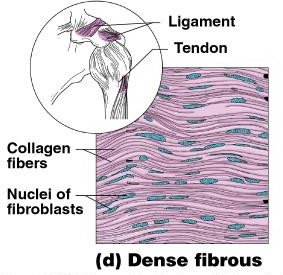 Ligament
Tendon
Collagen
fibers
Nuclei of
fibroblasts
(d) Dense fibrous